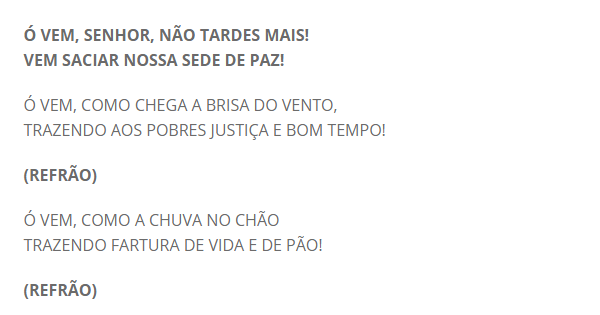 Ó VEM, SENHOR, NÃO TARDES MAIS!
VEM SACIAR NOSSA SEDE DE PAZ!
Ó VEM, COMO CHEGA A BRISA DO VENTO,
TRAZENDO AOS POBRES JUSTIÇA E BOM TEMPO!
(REFRÃO)
Ó VEM, COMO A CHUVA NO CHÃO
TRAZENDO FARTURA DE VIDA E DE PÃO!
(REFRÃO)